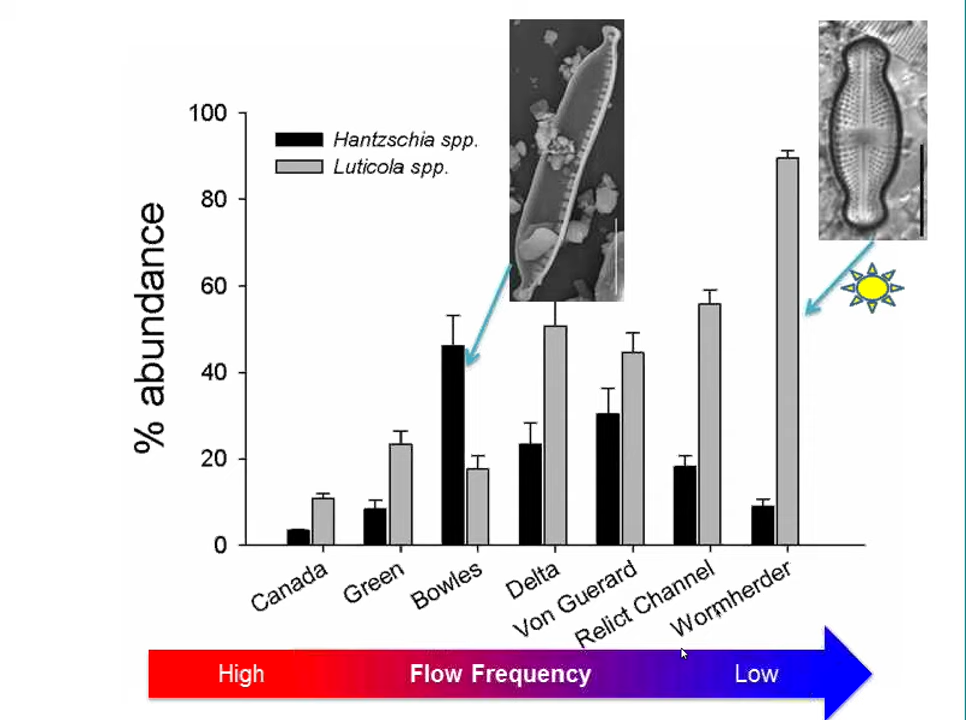 100
80
60
40
20
0
% abundance
Hantzschia spp.
Luticola spp.
Canada
Green
Bowles
Delta
Von Guerard
Relict Channel
Wormherder
High Flow Frequency Low